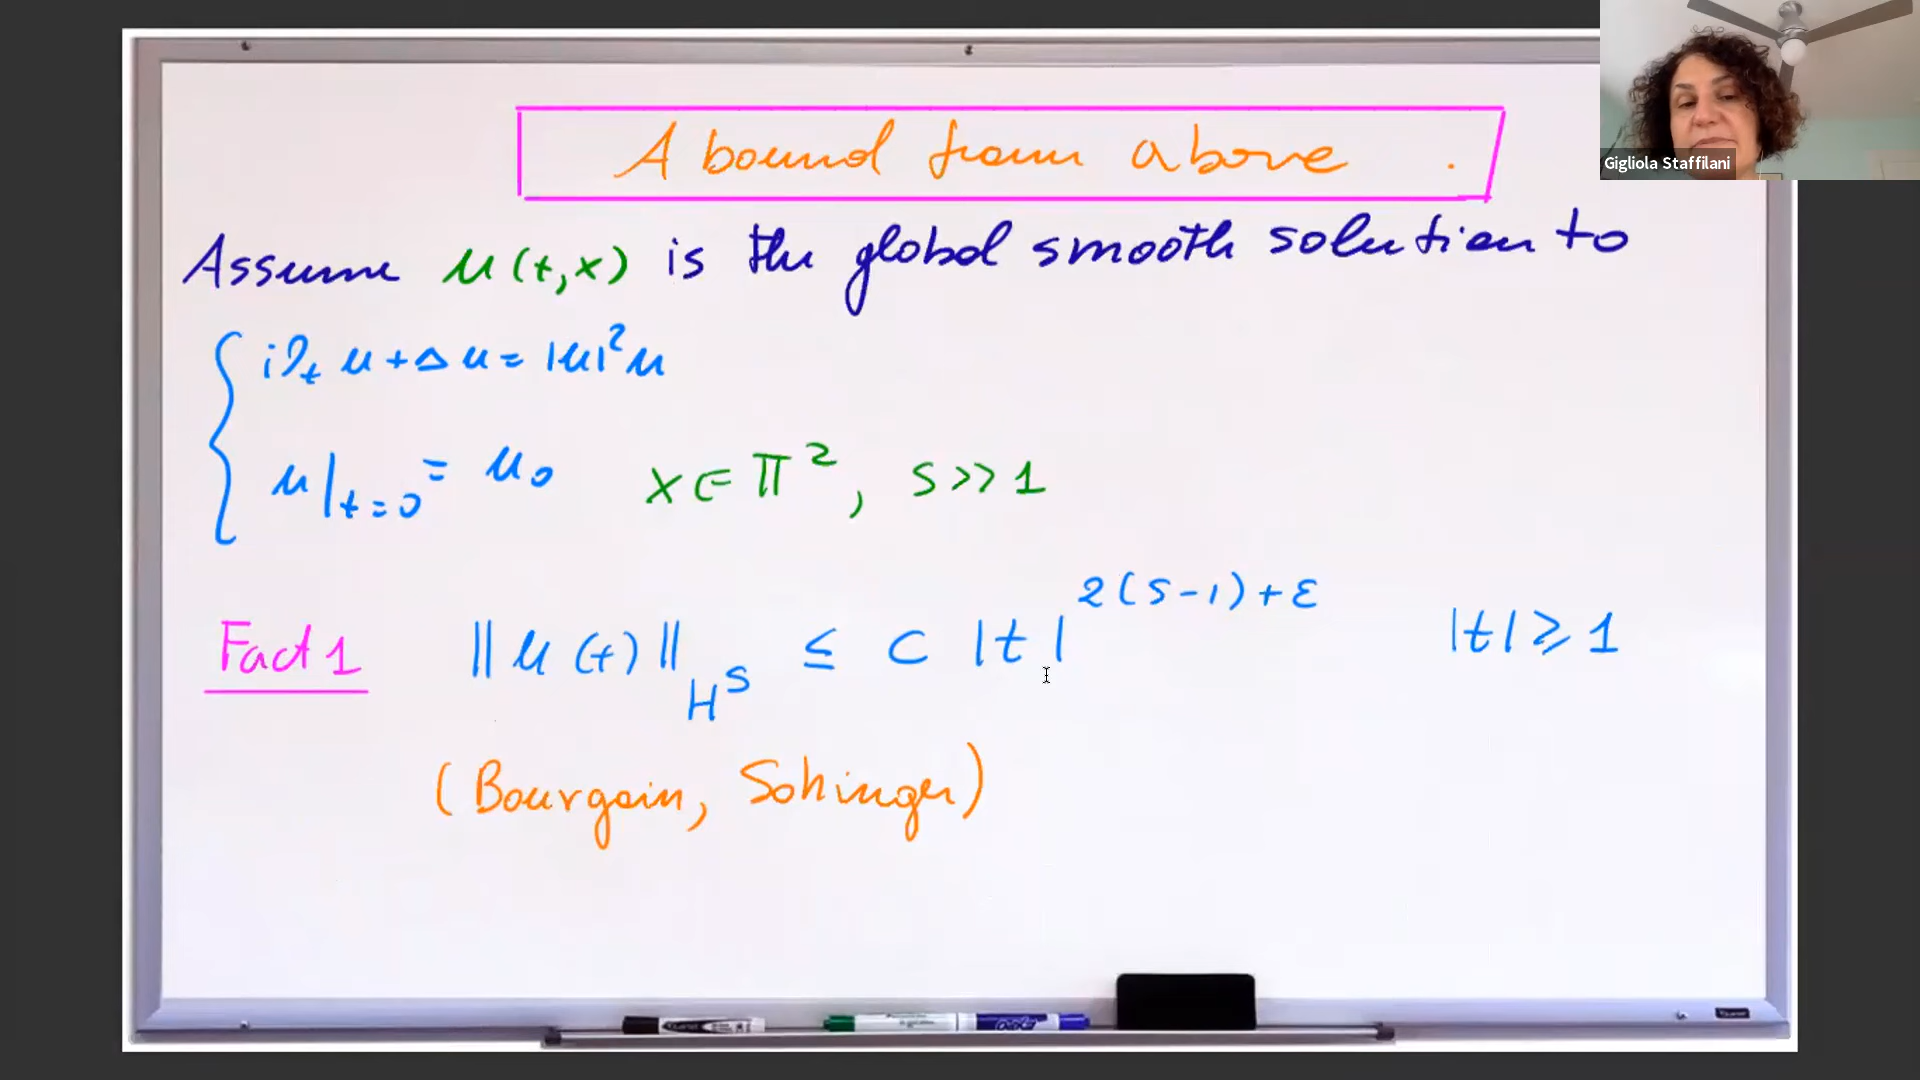 A bound from above .
Gigliola Staffilani
Assume u(t,x) is the global smooth solution to
i∂ₜu + Δu = |u|²u
u|ₜ₌₀ = u₀ x ∈ 𝕋², s >> 1
Fact 1 ‖u(t)‖_{H^s} ≤ C |t|^{2(s-1)+ε} |t| ≥ 1
(Bourgain, Sohinger)